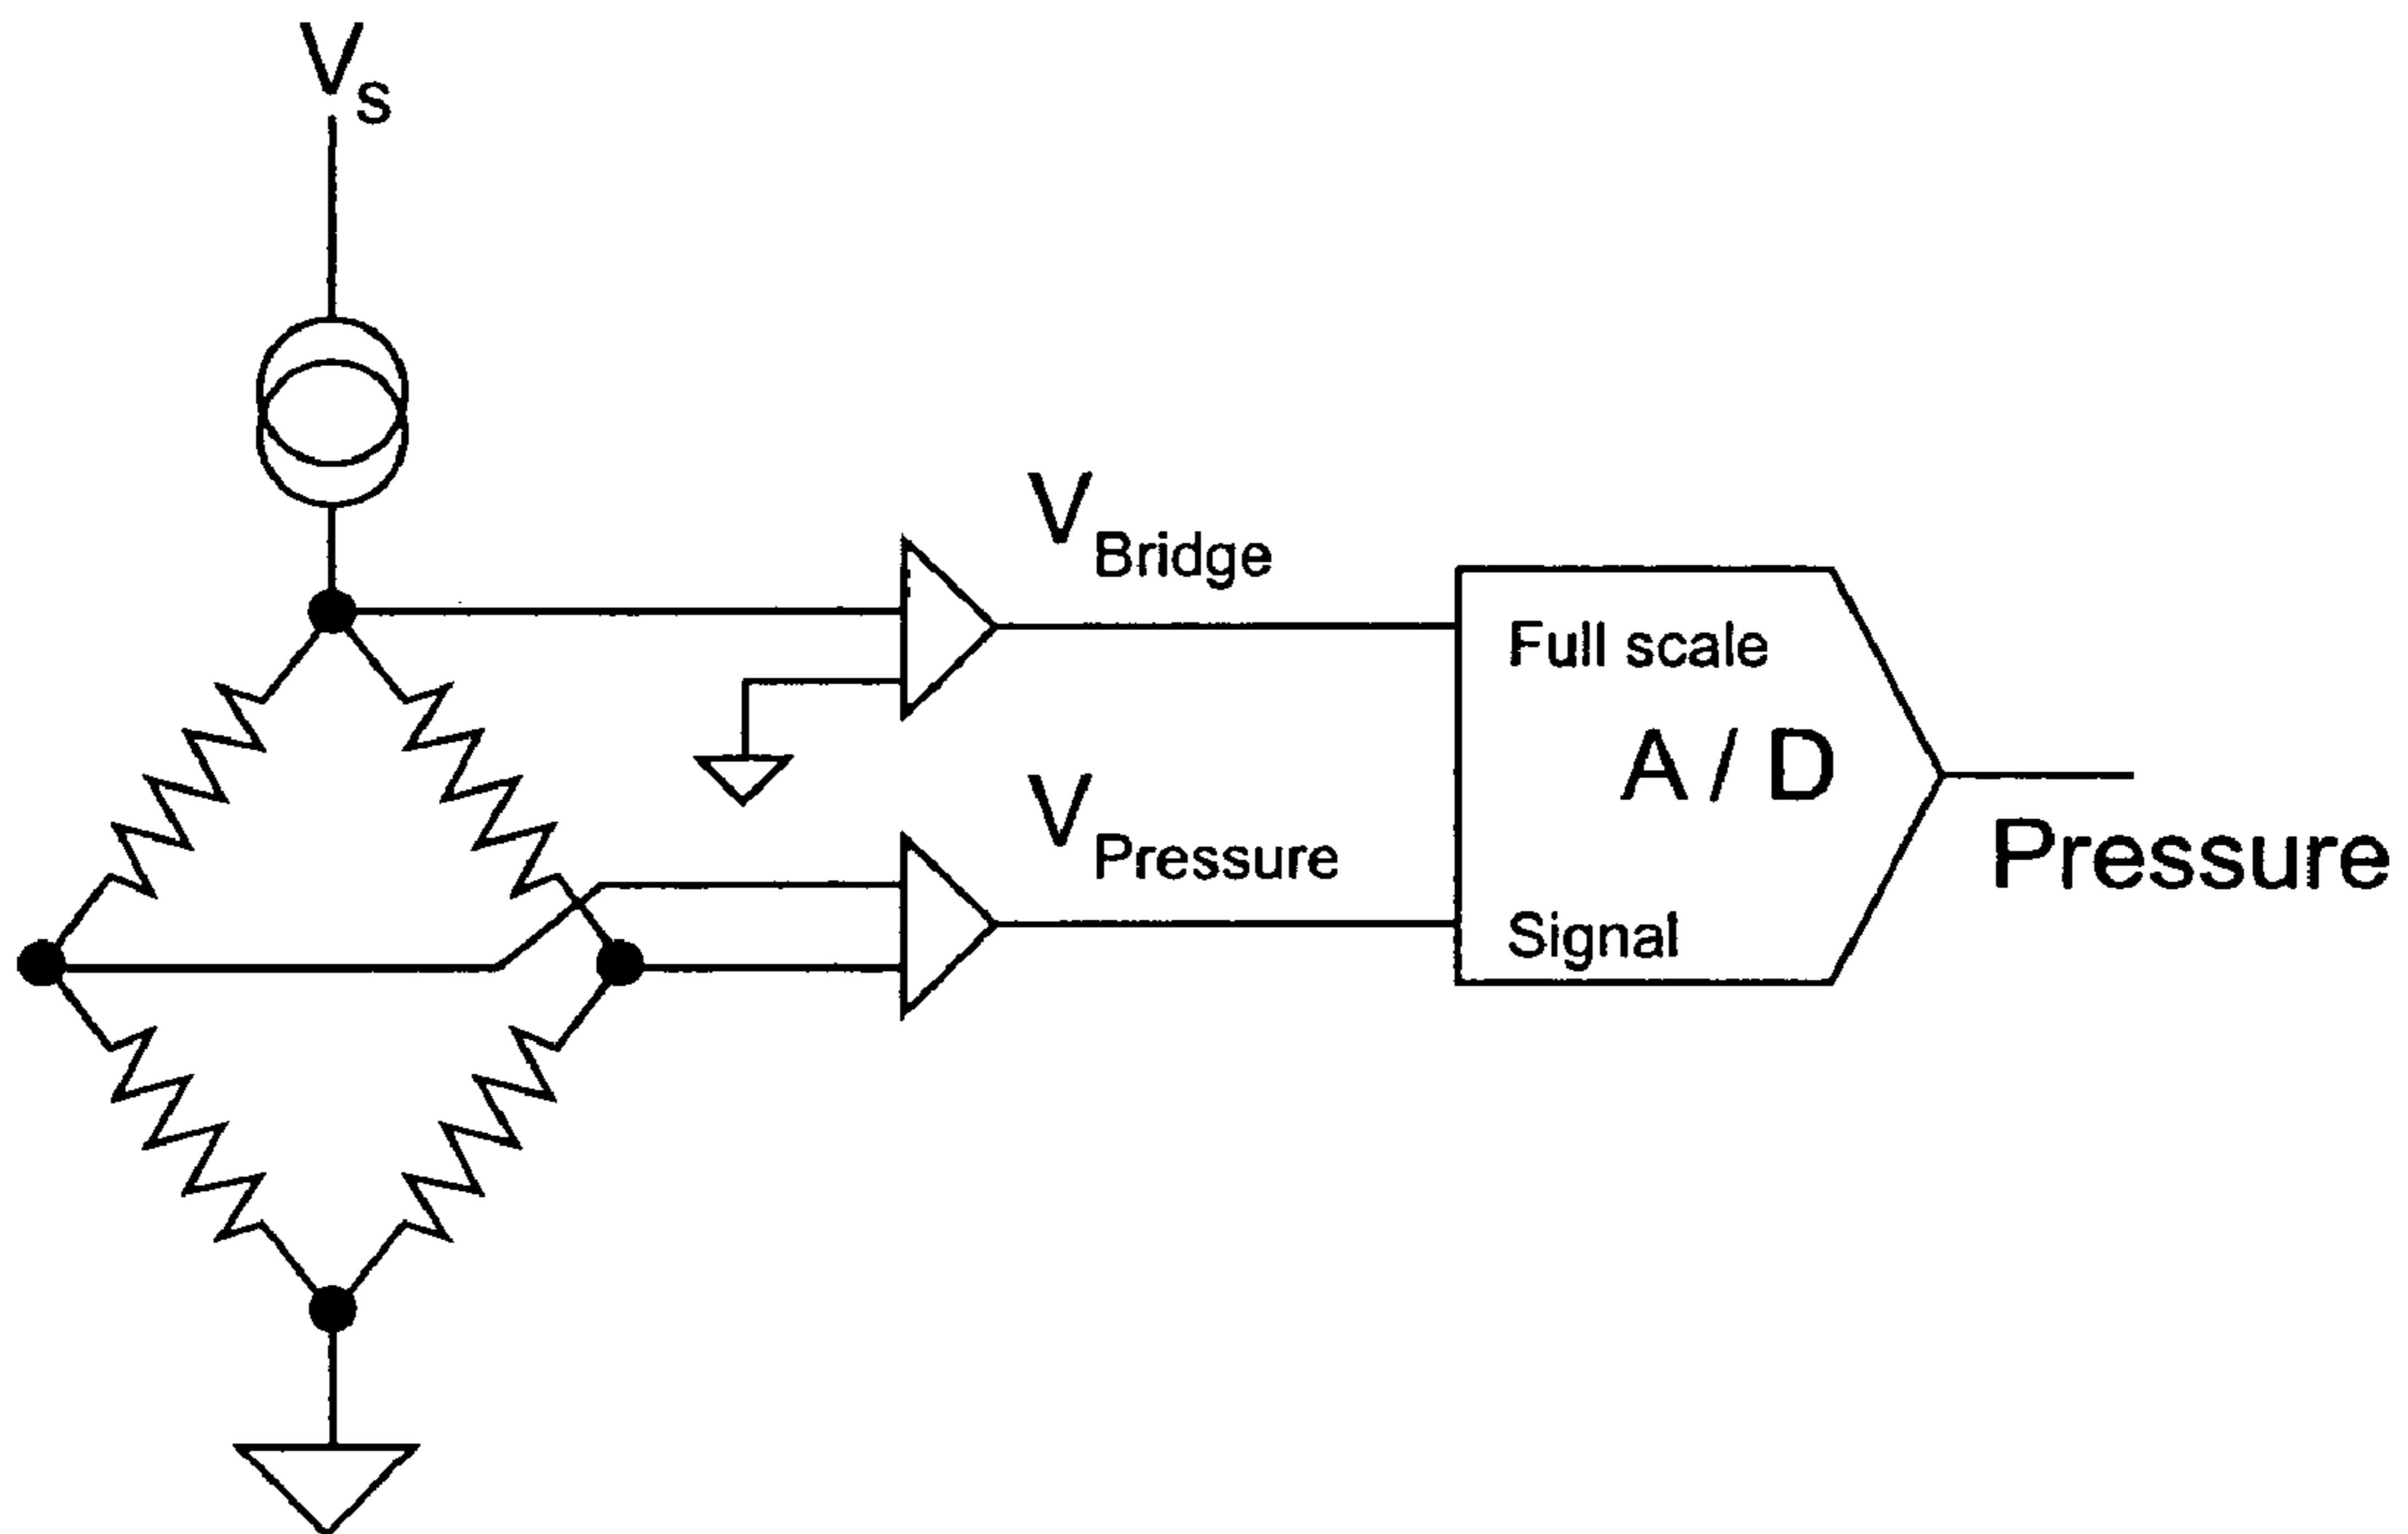 VS
VBridge
Full scale
A / D
VPressure
Pressure
Signal